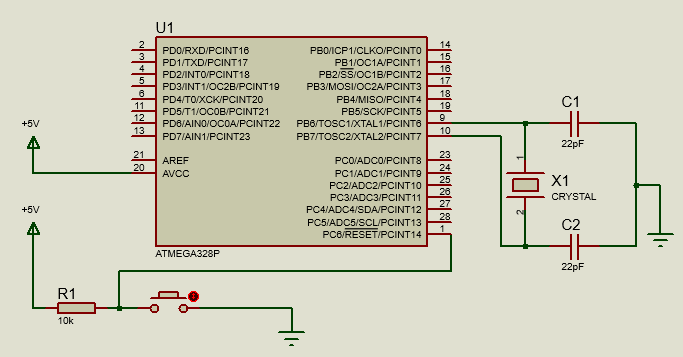 U1
2 PD0/RXD/PCINT16 PB0/ICP1/CLKO/PCINT0 14
3 PD1/TXD/PCINT17 PB1/OC1A/PCINT1 15
4 PD2/INT0/PCINT18 PB2/SS/OC1B/PCINT2 16
5 PD3/INT1/OC2B/PCINT19 PB3/MOSI/OC2A/PCINT3 17
6 PD4/T0/XCK/PCINT20 PB4/MISO/PCINT4 18
11 PD5/T1/OC0B/PCINT21 PB5/SCK/PCINT5 19
12 PD6/AIN0/OC0A/PCINT22 PB6/TOSC1/XTAL1/PCINT6 9
13 PD7/AIN1/PCINT23 PB7/TOSC2/XTAL2/PCINT7 10
21 AREF PC0/ADC0/PCINT8 23
20 AVCC PC1/ADC1/PCINT9 24
PC2/ADC2/PCINT10 25
PC3/ADC3/PCINT11 26
PC4/ADC4/SDA/PCINT12 27
PC5/ADC5/SCL/PCINT13 28
PC6/RESET/PCINT14 1
ATMEGA328P
+5V
+5V
R1
10k
C1
22pF
1
X1
CRYSTAL
2
C2
22pF